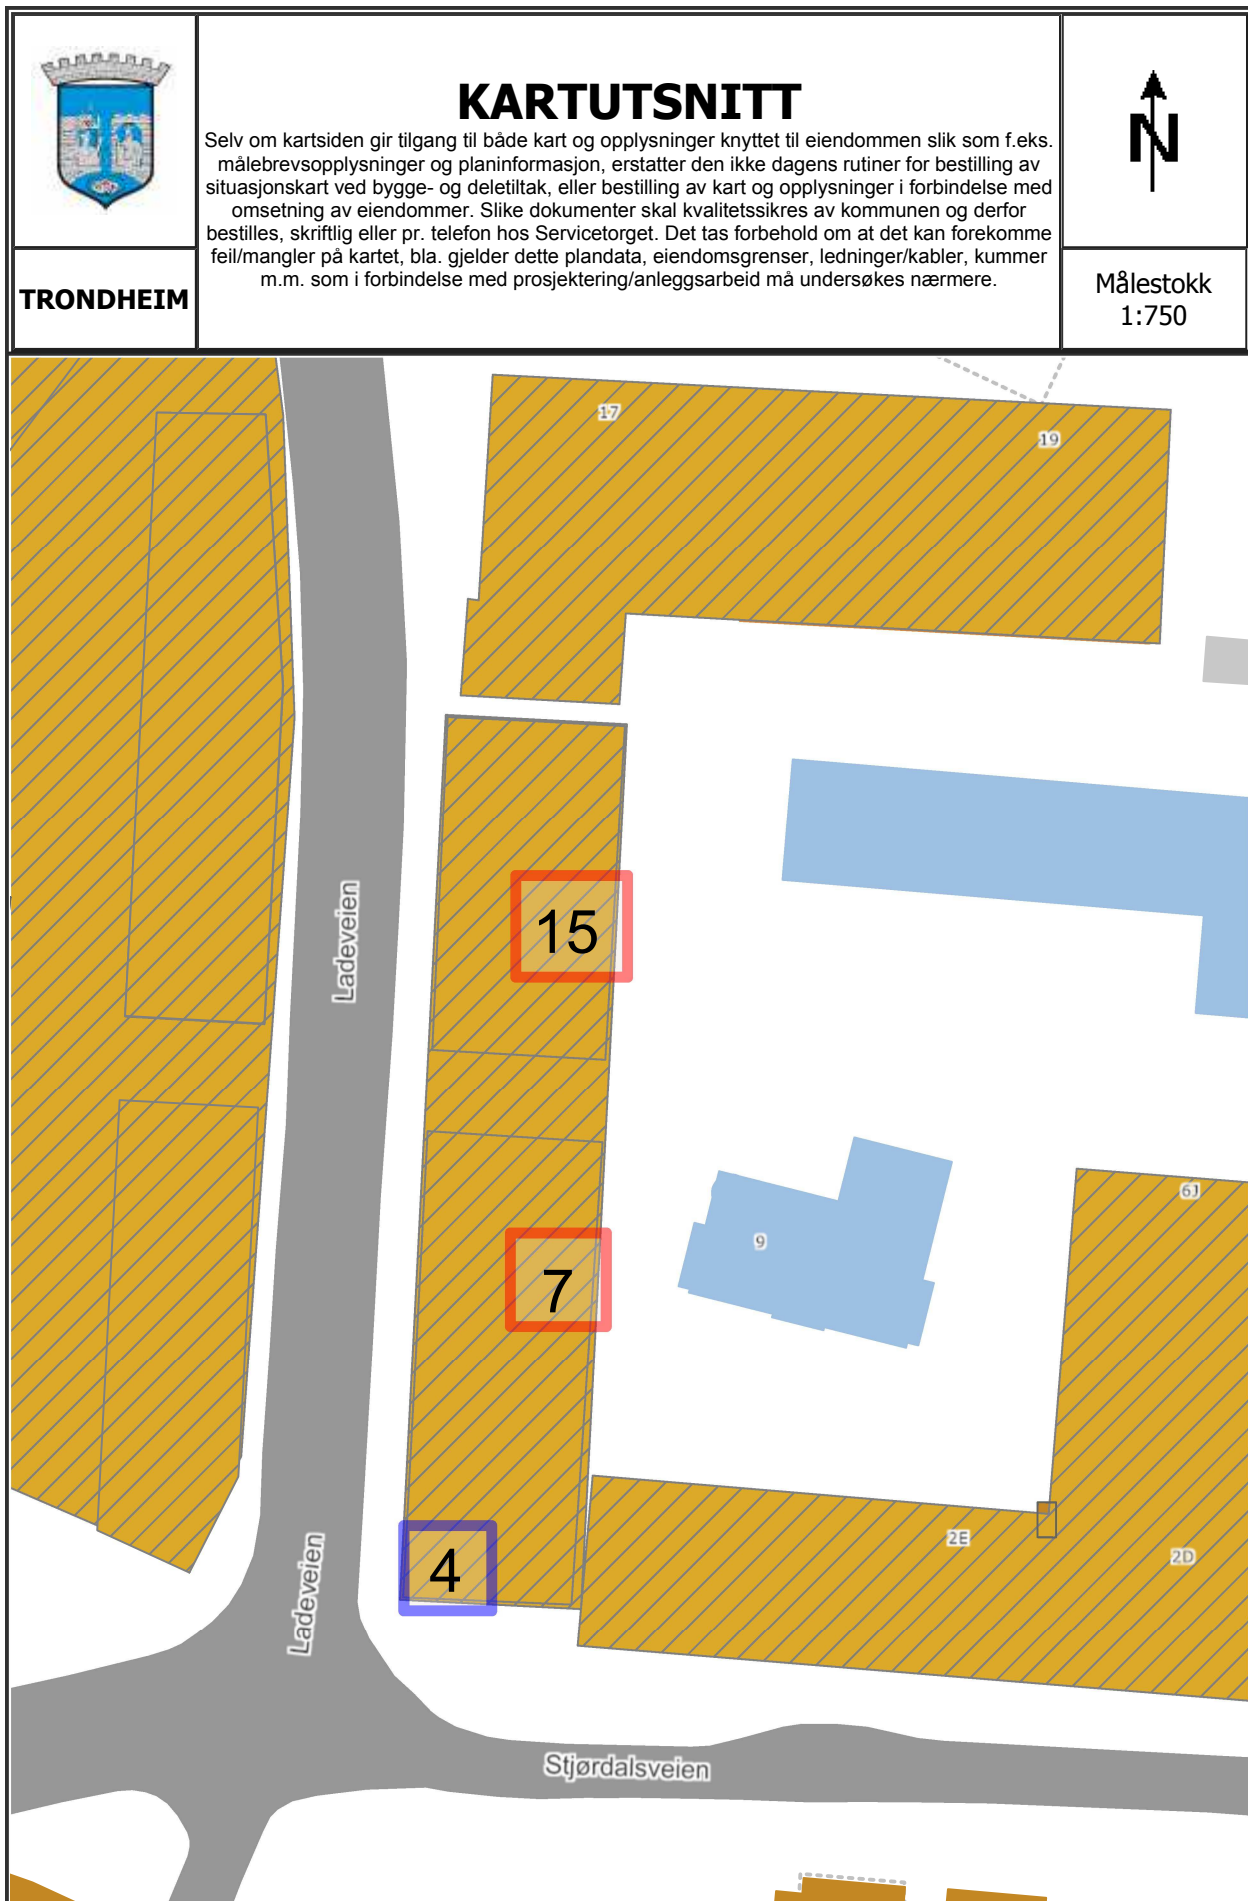 KARTUTSNITT
Selv om kartsiden gir tilgang til både kart og opplysninger knyttet til eiendommen slik som f.eks.
målebrevsopplysninger og planinformasjon, erstatter den ikke dagens rutiner for bestilling av
situasjonskart ved bygge- og deletiltak, eller bestilling av kart og opplysninger i forbindelse med
omsetning av eiendommer. Slike dokumenter skal kvalitetssikres av kommunen og derfor
bestilles, skriftlig eller pr. telefon hos Servicetorget. Det tas forbehold om at det kan forekomme
feil/mangler på kartet, bla. gjelder dette plandata, eiendomsgrenser, ledninger/kabler, kummer
m.m. som i forbindelse med prosjektering/anleggsarbeid må undersøkes nærmere.
TRONDHEIM
N
Målestokk
1:750
17
19
15
Ladeveien
6J
9
7
2E
2D
4
Ladeveien
Stjørdalsveien